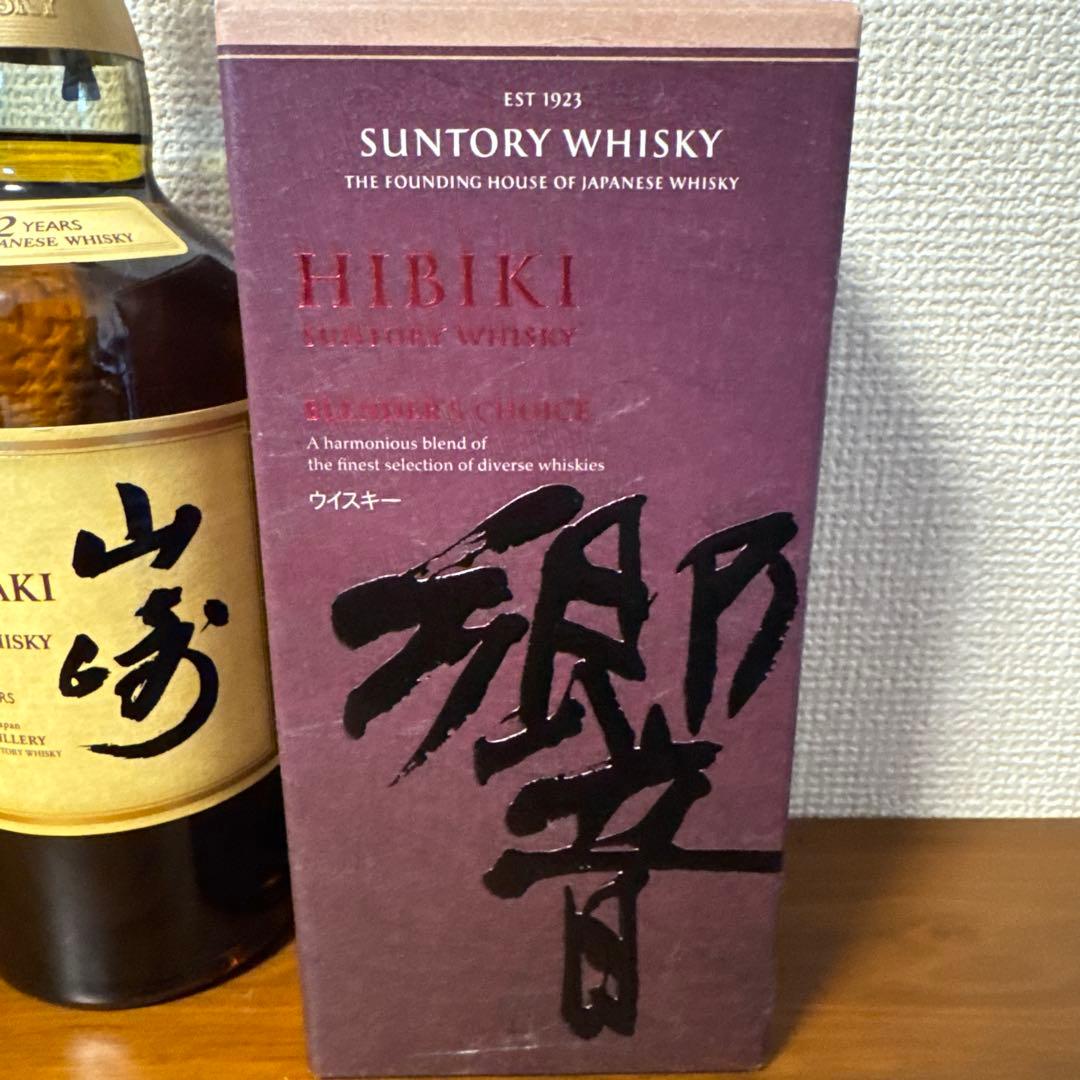 2 YEARS
ANESE WHISKY
AKI
HISKY
RS
apan
ILLERY
TORY WHISKY
山崎
EST 1923
SUNTORY WHISKY
THE FOUNDING HOUSE OF JAPANESE WHISKY
HIBIKI
SUNTORY WHISKY
BLENDER'S CHOICE
A harmonious blend of
the finest selection of diverse whiskies
ウイスキー
響